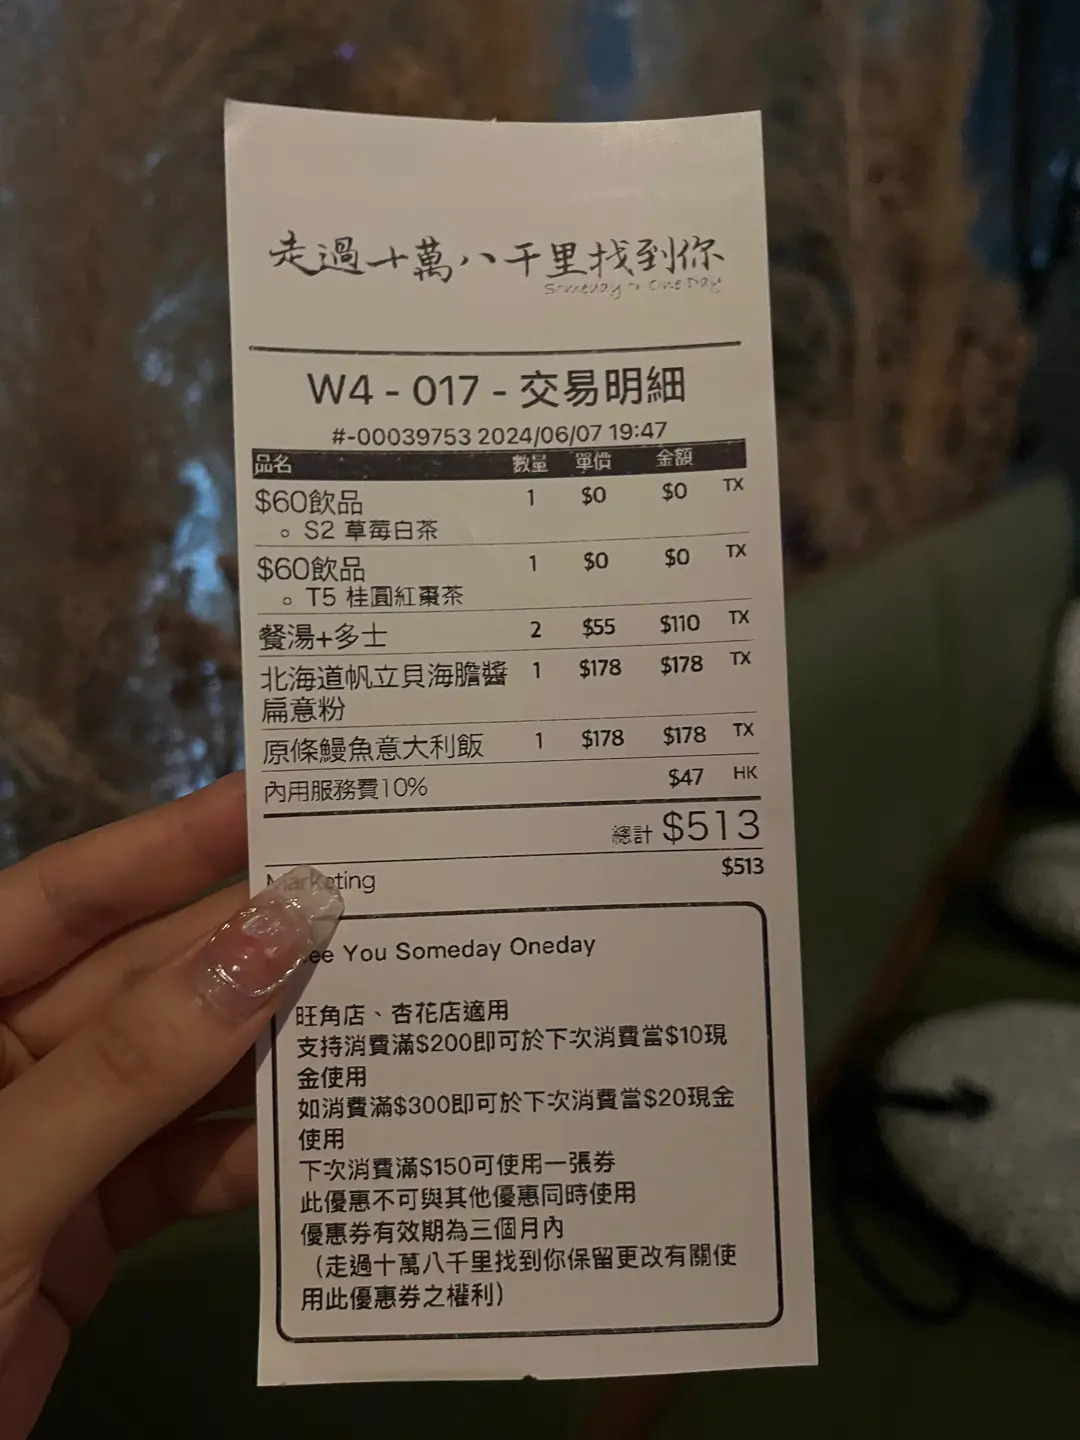 走過十萬八千里找到你
Someday or One Day
W4 - 017 - 交易明細
#-00039753 2024/06/07 19:47
品名 數量 單價 金額
$60飲品 1 $0 $0 TX
。 S2 草莓白茶
$60飲品 1 $0 $0 TX
。 T5 桂圓紅棗茶
餐湯+多士 2 $55 $110 TX
北海道帆立貝海膽醬 1 $178 $178 TX
扁意粉
原條鰻魚意大利飯 1 $178 $178 TX
內用服務費10% $47 HK
總計 $513
Marketing $513
See You Someday Oneday
旺角店、杏花店適用
支持消費滿$200即可於下次消費當$10現
金使用
如消費滿$300即可於下次消費當$20現金
使用
下次消費滿$150可使用一張券
此優惠不可與其他優惠同時使用
優惠券有效期為三個月內
（走過十萬八千里找到你保留更改有關使
用此優惠券之權利）